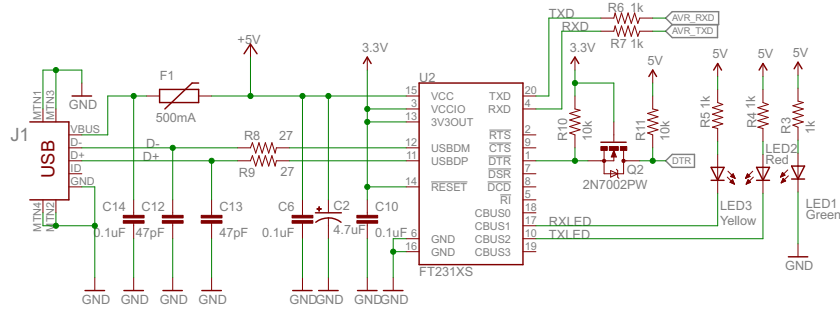 TXD
R6 1k
AVR_RXD
RXD
R7 1k
AVR_TXD
+5V
3.3V
3.3V
5V
5V
5V
5V
MTN1
MTN3
GND
F1
500mA
U2
J1
USB
VBUS
D-
D+
ID
GND
MTN4
MTN2
D-
D+
R8
27
R9
27
15
VCC
TXD
20
3
VCCIO
RXD
4
13
3V3OUT
RTS
2
12
USBDM
CTS
9
11
USBDP
DTR
1
DSR
7
14
RESET
DCD
8
RI
5
CBUS0
18
CBUS1
17
6
GND
CBUS2
10
16
GND
CBUS3
19
FT231XS
R10
10k
R11
10k
Q2
2N7002PW
DTR
R5
1k
R4
1k
R3
1k
LED2
Red
LED3
Yellow
LED1
Green
RXLED
TXLED
C14
0.1uF
C12
47pF
C13
47pF
C6
0.1uF
C2
4.7uF
C10
0.1uF
GND
GND
GND
GND
GND
GND
GND
GND
GND